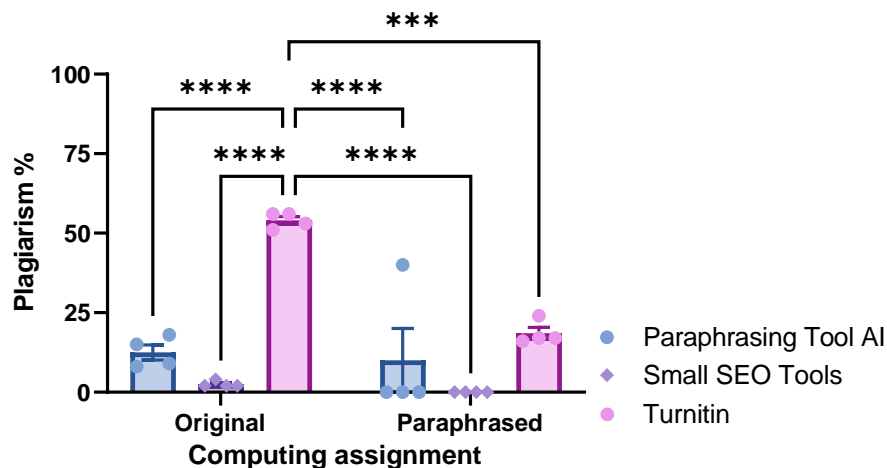 ***
**** ****
**** ****
Plagiarism %
100
75
50
25
0
Original Paraphrased
Computing assignment
Paraphrasing Tool AI
Small SEO Tools
Turnitin